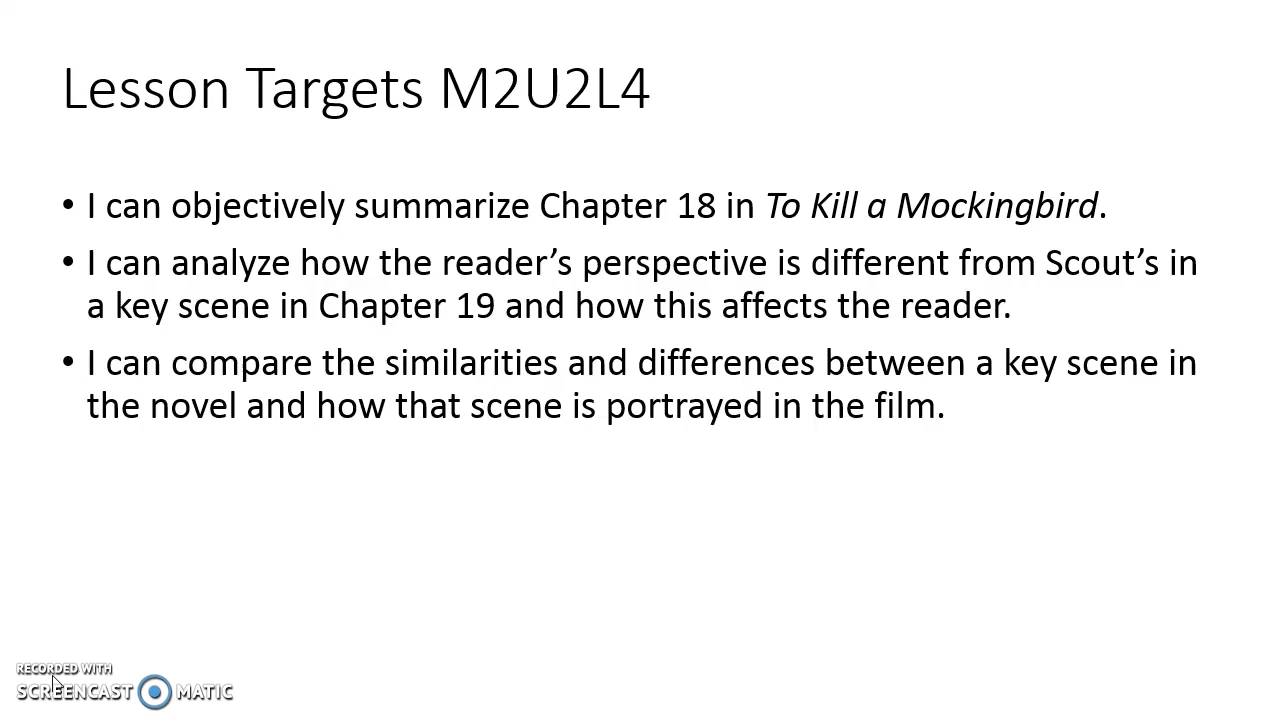 Lesson Targets M2U2L4
• I can objectively summarize Chapter 18 in To Kill a Mockingbird.
• I can analyze how the reader’s perspective is different from Scout’s in
a key scene in Chapter 19 and how this affects the reader.
• I can compare the similarities and differences between a key scene in
the novel and how that scene is portrayed in the film.
RECORDED WITH
SCREENCAST MATIC